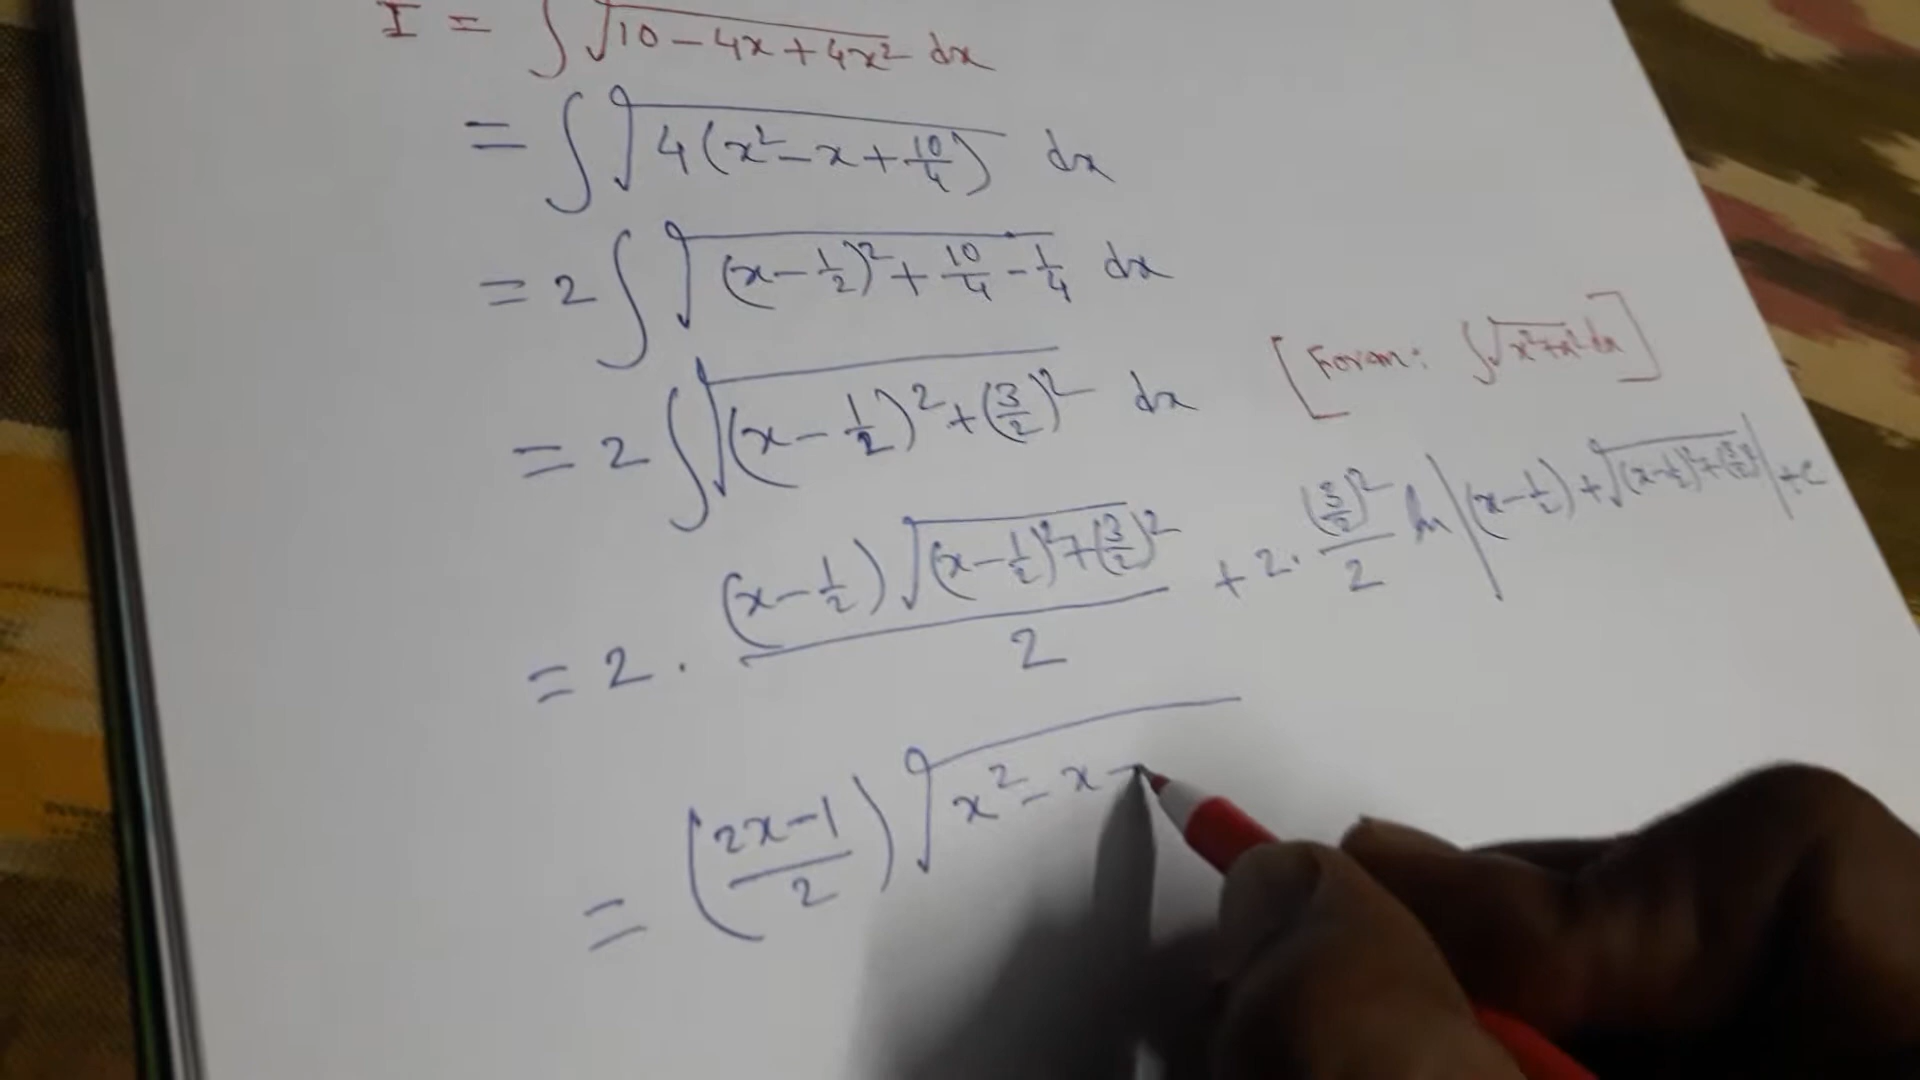 I = ∫√(10 - 4x + 4x²) dx
= ∫√(4(x² - x + 10/4)) dx
= 2 ∫√((x - 1/2)² + 10/4 - 1/4) dx
= 2 ∫√((x - 1/2)² + (3/2)²) dx [Form: ∫√(x²+a²) dx]
= 2 · (x - 1/2)√((x - 1/2)² + (3/2)²) / 2 + 2 · (3/2)²/2 ln |(x - 1/2) + √((x - 1/2)² + (3/2)²)| + c
= ((2x - 1)/2) √(x² - x